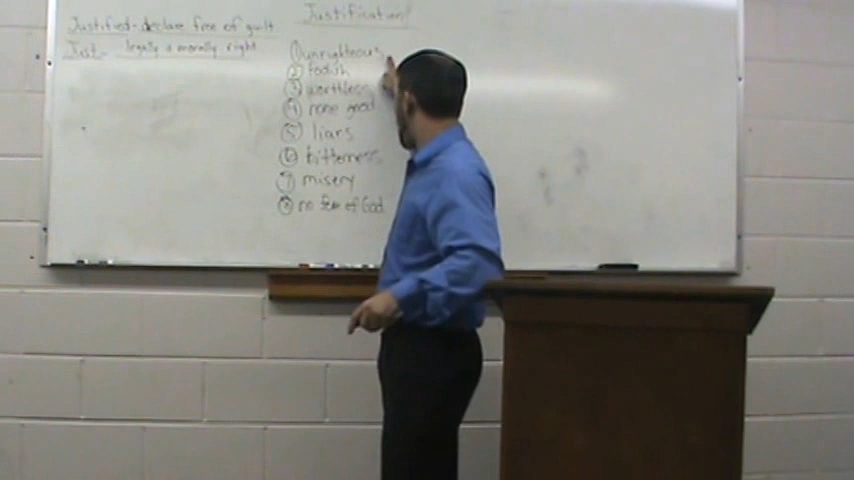 Justified - declare free of guilt
Just - legally & morally right
Justification!
① unrighteous
② foolish
③ worthless
④ none good
⑤ liars
⑥ bitterness
⑦ misery
⑧ no fear of God